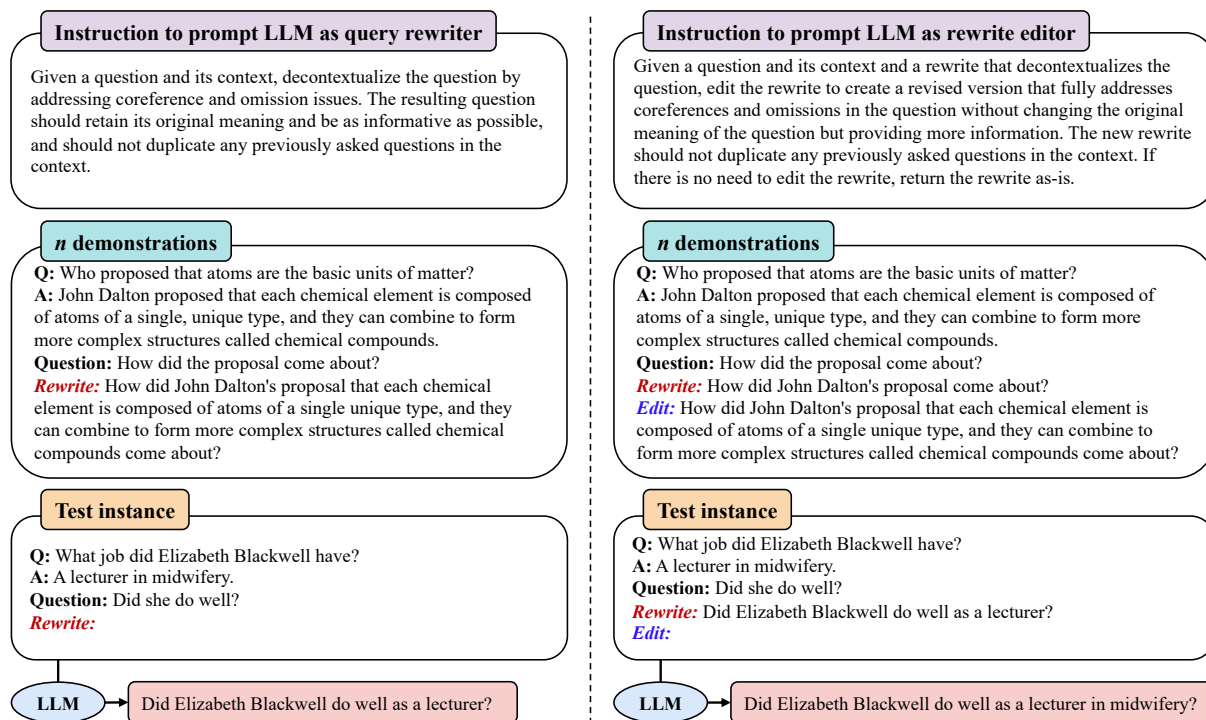 Instruction to prompt LLM as query rewriter
Given a question and its context, decontextualize the question by
addressing coreference and omission issues. The resulting question
should retain its original meaning and be as informative as possible,
and should not duplicate any previously asked questions in the
context.
n demonstrations
Q: Who proposed that atoms are the basic units of matter?
A: John Dalton proposed that each chemical element is composed
of atoms of a single, unique type, and they can combine to form
more complex structures called chemical compounds.
Question: How did the proposal come about?
Rewrite: How did John Dalton's proposal that each chemical
element is composed of atoms of a single unique type, and they
can combine to form more complex structures called chemical
compounds come about?
Test instance
Q: What job did Elizabeth Blackwell have?
A: A lecturer in midwifery.
Question: Did she do well?
Rewrite:
LLM
Did Elizabeth Blackwell do well as a lecturer?
Instruction to prompt LLM as rewrite editor
Given a question and its context and a rewrite that decontextualizes the
question, edit the rewrite to create a revised version that fully addresses
coreferences and omissions in the question without changing the original
meaning of the question but providing more information. The new rewrite
should not duplicate any previously asked questions in the context. If
there is no need to edit the rewrite, return the rewrite as-is.
n demonstrations
Q: Who proposed that atoms are the basic units of matter?
A: John Dalton proposed that each chemical element is composed of
atoms of a single, unique type, and they can combine to form more
complex structures called chemical compounds.
Question: How did the proposal come about?
Rewrite: How did John Dalton's proposal come about?
Edit: How did John Dalton's proposal that each chemical element is
composed of atoms of a single unique type, and they can combine to
form more complex structures called chemical compounds come about?
Test instance
Q: What job did Elizabeth Blackwell have?
A: A lecturer in midwifery.
Question: Did she do well?
Rewrite: Did Elizabeth Blackwell do well as a lecturer?
Edit:
LLM
Did Elizabeth Blackwell do well as a lecturer in midwifery?